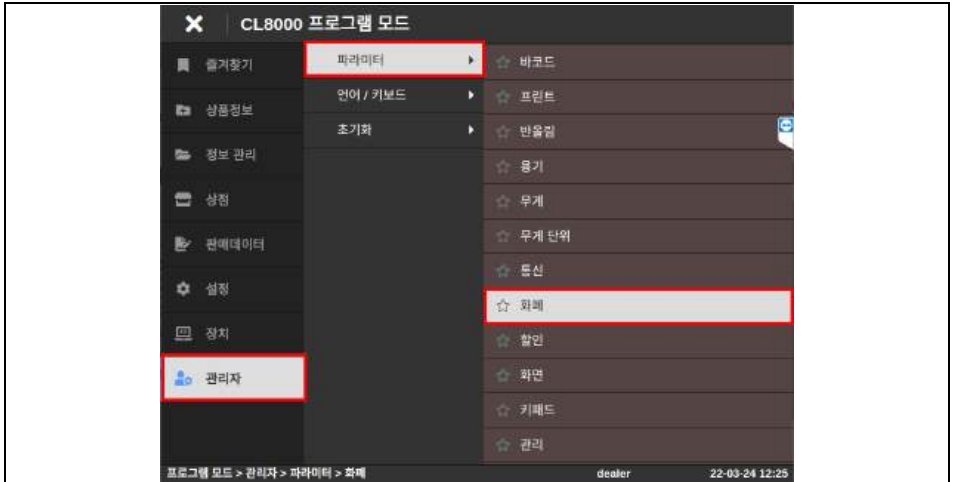 CL8000 프로그램 모드
즐겨찾기
상품정보
정보 관리
상점
판매데이터
설정
장치
관리자
파라미터
언어 / 키보드
초기화
바코드
프린트
반올림
용기
무게
무게 단위
통신
화폐
할인
화면
키패드
관리
프로그램 모드 > 관리자 > 파라미터 > 화폐
dealer
22-03-24 12:25